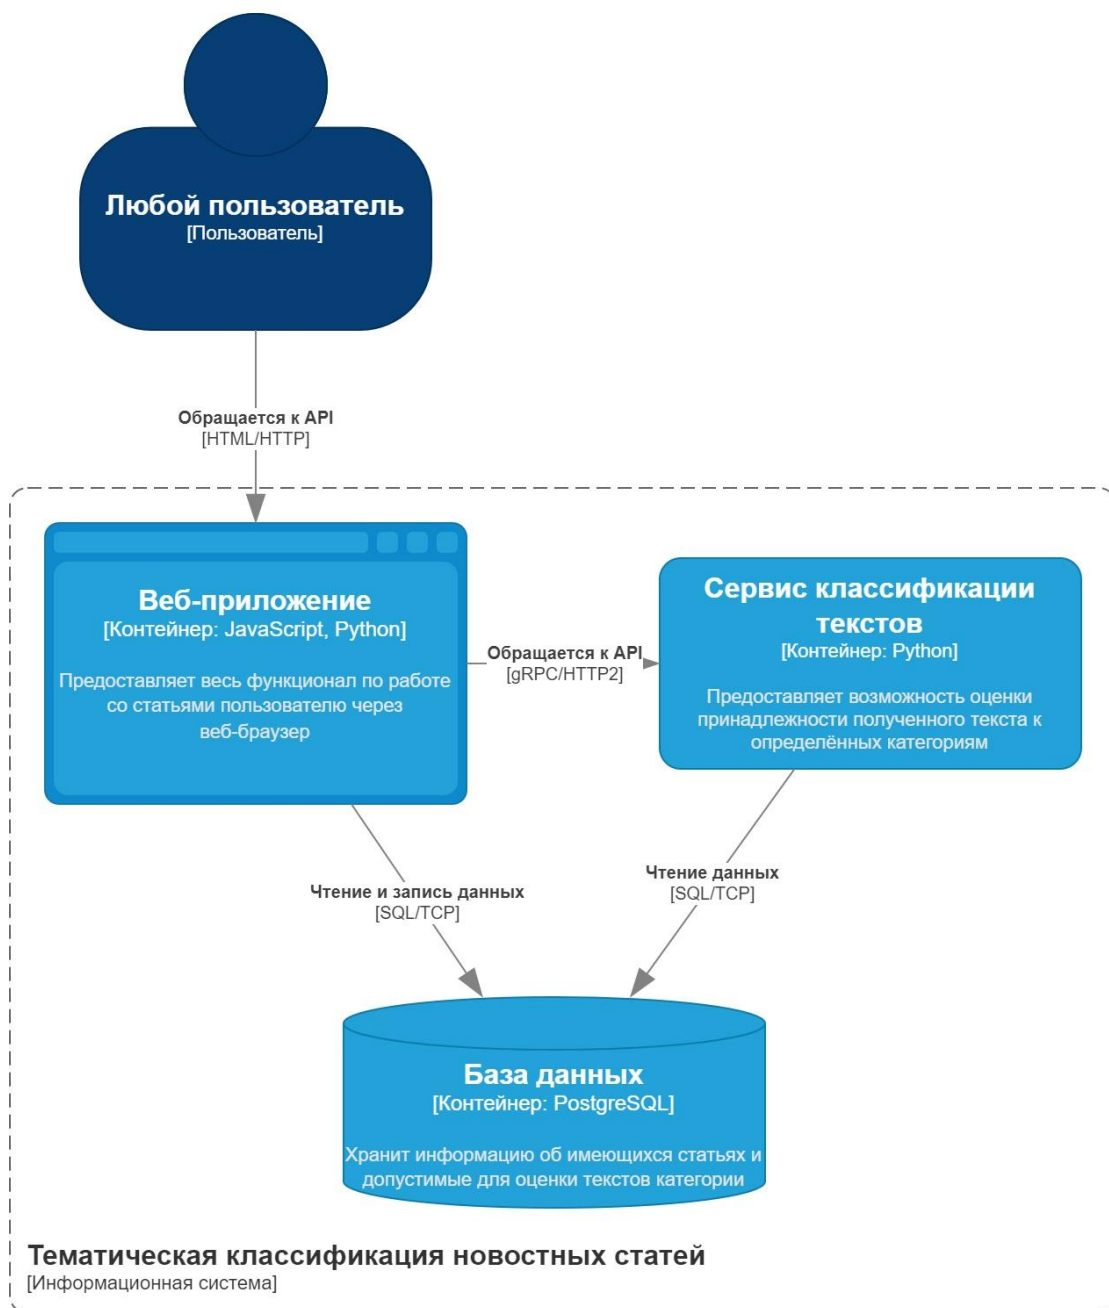 Любой пользователь
[Пользователь]
Обращается к API
[HTML/HTTP]
Веб-приложение
[Контейнер: JavaScript, Python]
Предоставляет весь функционал по работе
со статьями пользователю через
веб-браузер
Обращается к API
[gRPC/HTTP2]
Сервис классификации
текстов
[Контейнер: Python]
Предоставляет возможность оценки
принадлежности полученного текста к
определённых категориям
Чтение и запись данных
[SQL/TCP]
Чтение данных
[SQL/TCP]
База данных
[Контейнер: PostgreSQL]
Хранит информацию об имеющихся статьях и
допустимые для оценки текстов категории
Тематическая классификация новостных статей
[Информационная система]